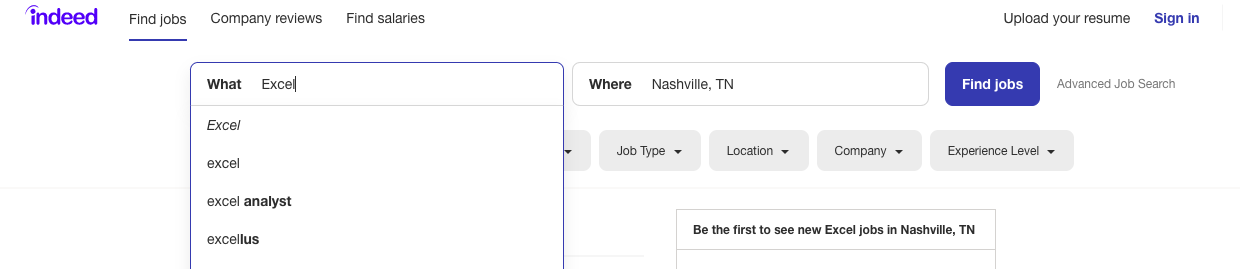 indeed Find jobs Company reviews Find salaries Upload your resume Sign in
What Excel Where Nashville, TN Find jobs Advanced Job Search
Excel
Job Type Location Company Experience Level
excel
excel analyst
Be the first to see new Excel jobs in Nashville, TN
excellus